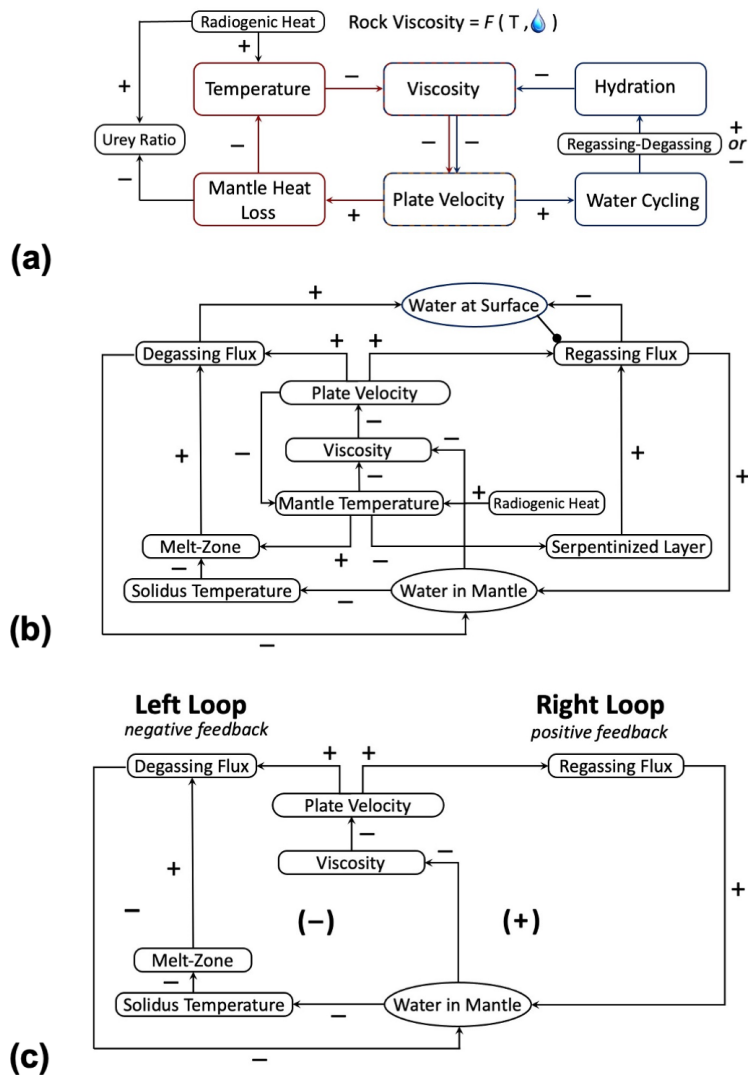 Radiogenic Heat
Rock Viscosity = F ( T , 💧 )
+
+
Temperature
−
Viscosity
−
Hydration
Urey Ratio
−
−
−
Regassing-Degassing
+
or
−
−
Mantle Heat
Loss
+
Plate Velocity
+
Water Cycling
(a)
+
Water at Surface
−
Degassing Flux
+
+
Regassing Flux
Plate Velocity
−
−
−
Viscosity
+
+
+
−
Mantle Temperature
+
Radiogenic Heat
Melt-Zone
+
−
Serpentinized Layer
−
Solidus Temperature
−
Water in Mantle
−
(b)
Left Loop
negative feedback
Right Loop
positive feedback
Degassing Flux
+
+
Regassing Flux
Plate Velocity
−
−
Viscosity
+
+
−
(−)
(+)
Melt-Zone
−
Solidus Temperature
−
Water in Mantle
−
(c)